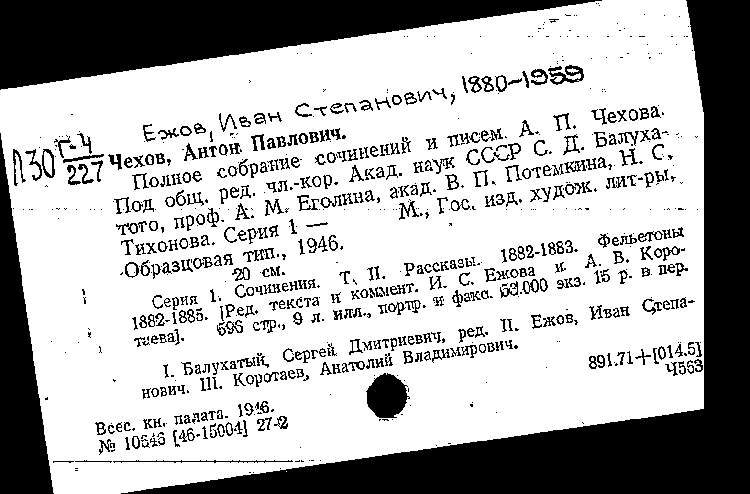 Ежов, Иван Степанович, 1880-1959
Л30 Г-4/227
Чехов, Антон Павлович.
Полное собрание сочинений и писем А. П. Чехова.
Под общ. ред. чл.-кор. Акад. наук СССР С. Д. Балуха-
того, проф. А. М. Еголина, акад. В. П. Потемкина, Н. С.
Тихонова. Серия 1 — М., Гос. изд. худож. лит-ры,
Образцовая тип., 1946.
20 см.
Серия 1. Сочинения. Т. II. Рассказы. 1882-1883. Фельетоны
1882-1885. [Ред. текста и коммент. И. С. Ежова и А. В. Коро-
таева]. 596 стр., 9 л. илл., портр. и факс. 50.000 экз. 15 р. в пер.
I. Балухатый, Сергей Дмитриевич, ред. II. Ежов, Иван Степа-
нович. III. Коротаев, Анатолий Владимирович.
891.71+[014.5]
Ч563
Всес. кн. палата. 1946.
№ 10546 [46-15004] 27-2